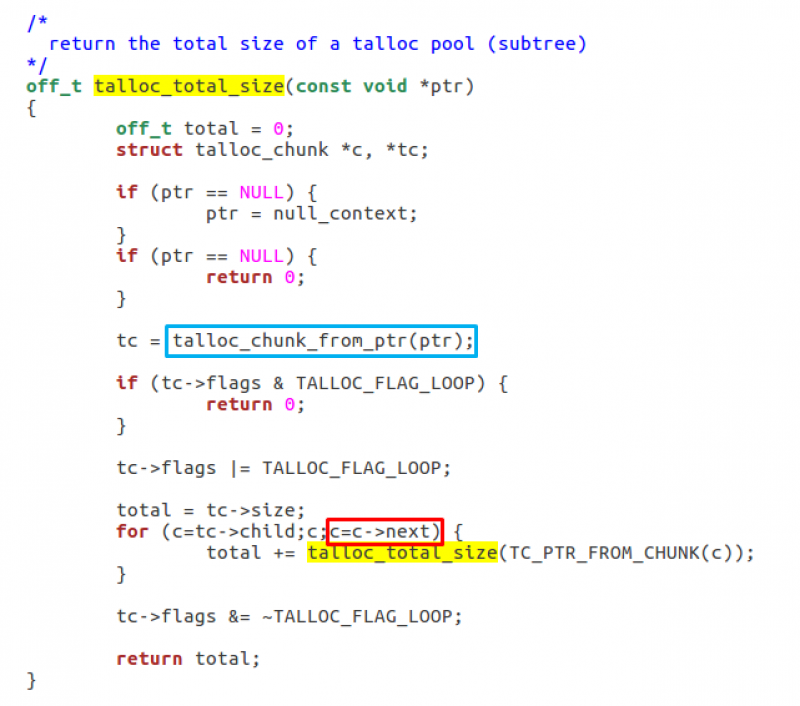 /*
  return the total size of a talloc pool (subtree)
*/
off_t talloc_total_size(const void *ptr)
{
        off_t total = 0;
        struct talloc_chunk *c, *tc;

        if (ptr == NULL) {
                ptr = null_context;
        }
        if (ptr == NULL) {
                return 0;
        }

        tc = talloc_chunk_from_ptr(ptr);

        if (tc->flags & TALLOC_FLAG_LOOP) {
                return 0;
        }

        tc->flags |= TALLOC_FLAG_LOOP;

        total = tc->size;
        for (c=tc->child;c;c=c->next) {
                total += talloc_total_size(TC_PTR_FROM_CHUNK(c));
        }

        tc->flags &= ~TALLOC_FLAG_LOOP;

        return total;
}